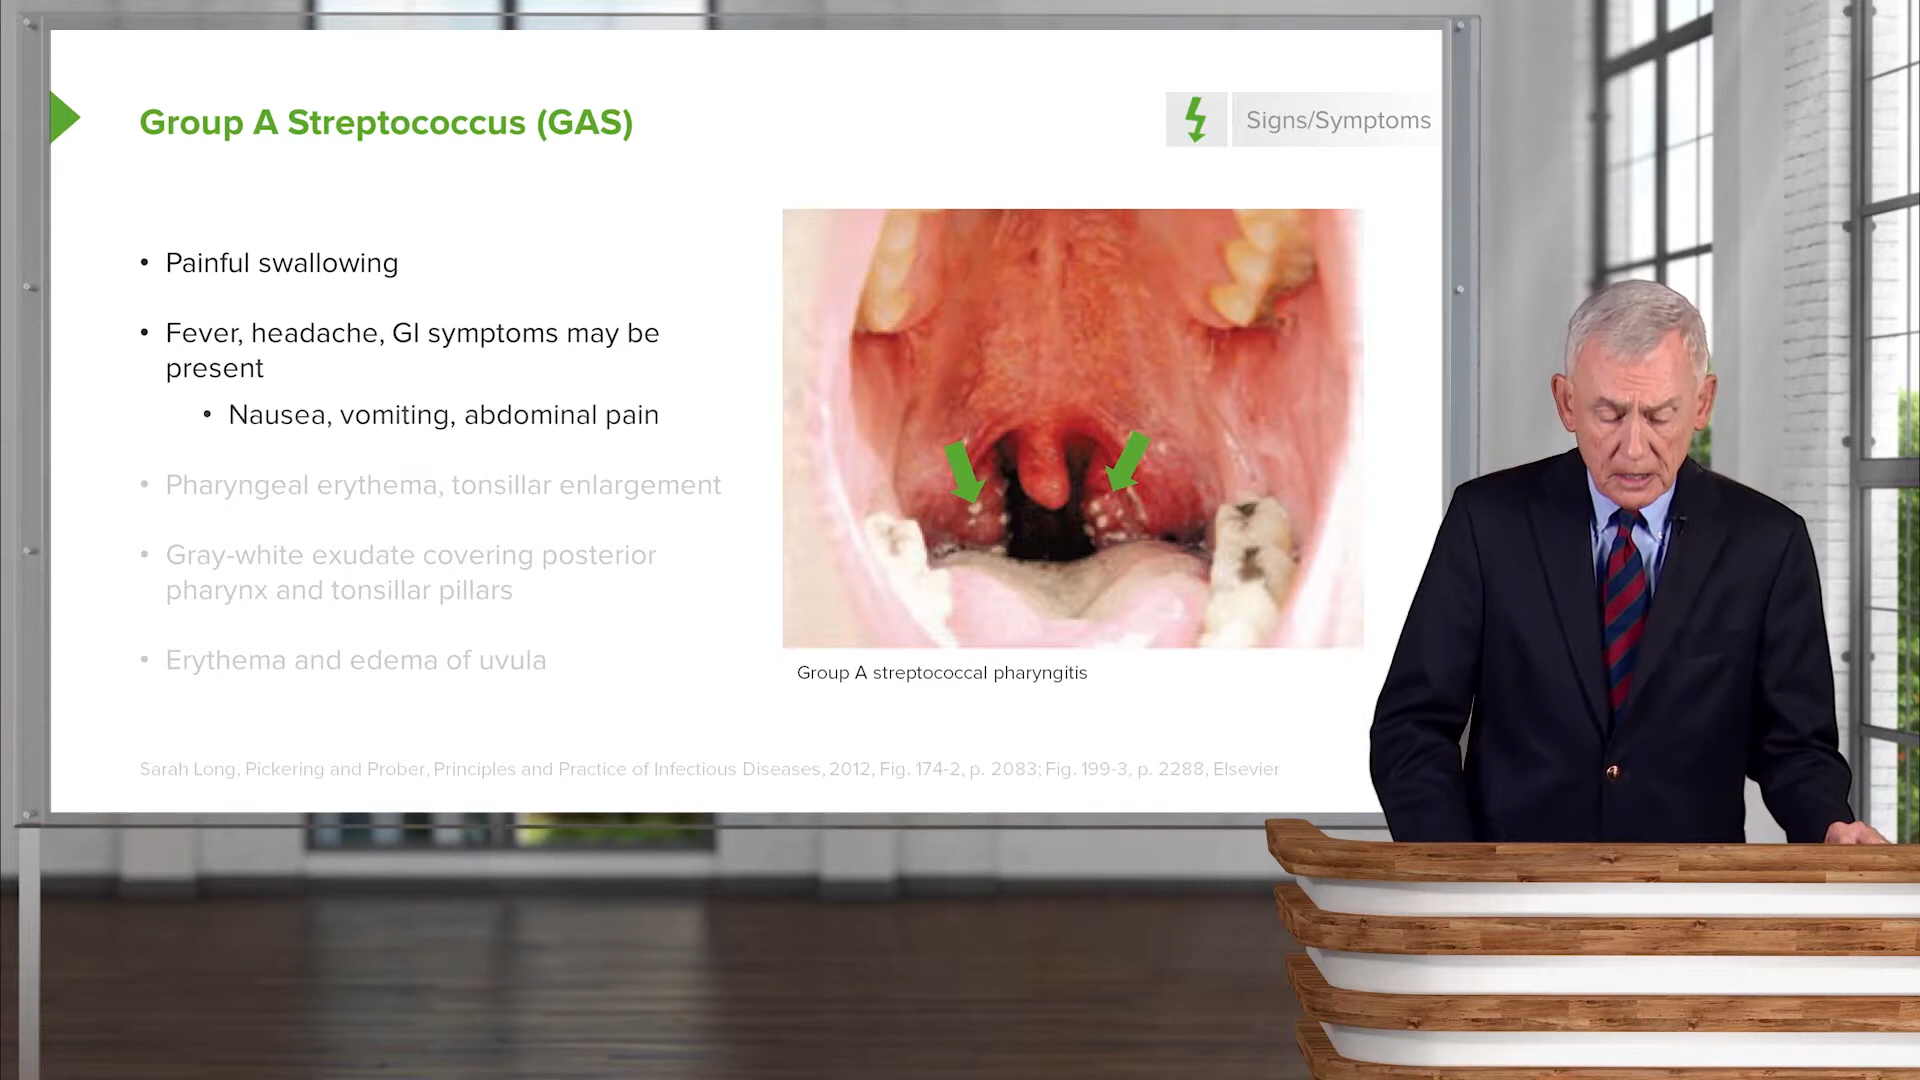 Group A Streptococcus (GAS)
Signs/Symptoms
• Painful swallowing
• Fever, headache, GI symptoms may be
present
• Nausea, vomiting, abdominal pain
• Pharyngeal erythema, tonsillar enlargement
• Gray-white exudate covering posterior
pharynx and tonsillar pillars
• Erythema and edema of uvula
Group A streptococcal pharyngitis
Sarah Long, Pickering and Prober, Principles and Practice of Infectious Diseases, 2012, Fig. 174-2, p. 2083; Fig. 199-3, p. 2288, Elsevier